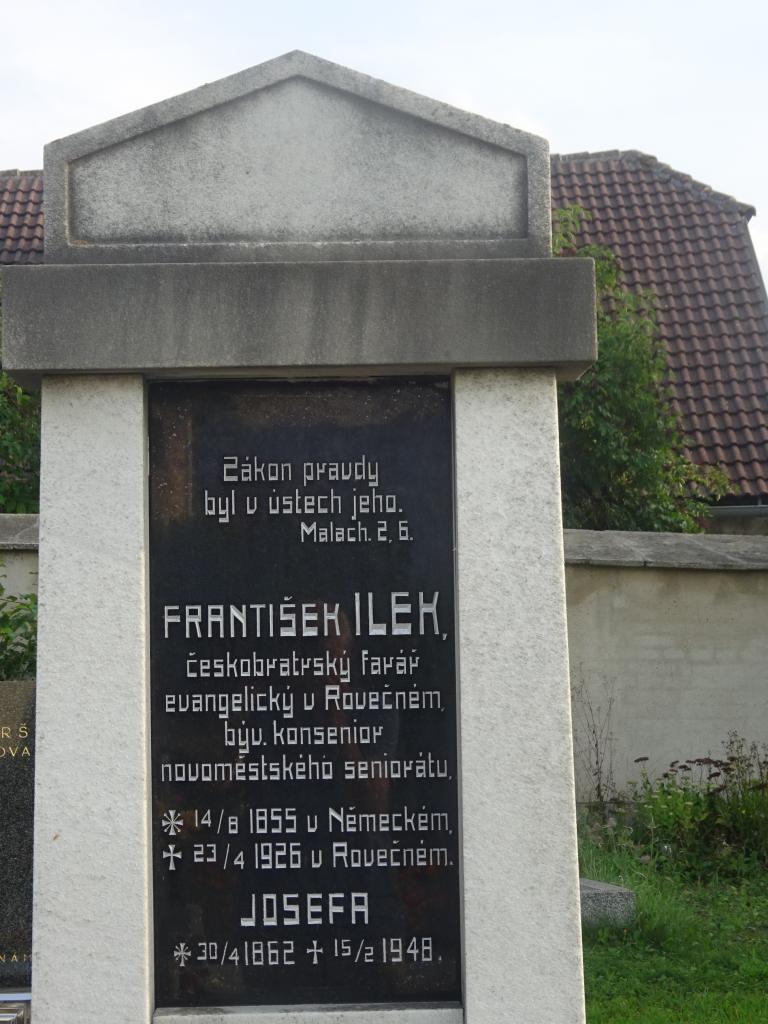 Zákon pravdy
byl v ústech jeho.
Malach. 2, 6.
FRANTIŠEK ILEK,
českobratrský farář
evangelický v Rovečném,
býv. konsenior
novoměstského seniorátu,
* 14/8 1855 v Německém,
✝ 23/4 1926 v Rovečném.
JOSEFA
* 30/4 1862 ✝ 15/2 1948.